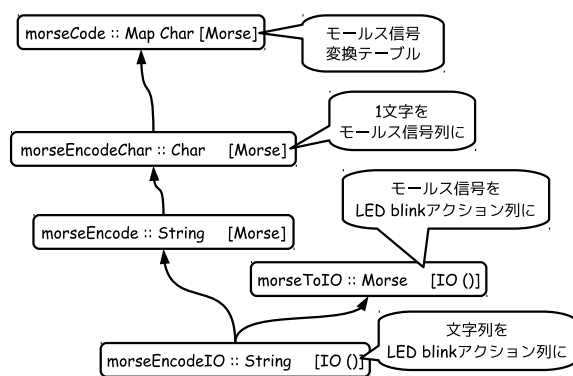 morseCode :: Map Char [Morse]
モールス信号
変換テーブル
1文字を
モールス信号列に
morseEncodeChar :: Char [Morse]
モールス信号を
LED blinkアクション列に
morseEncode :: String [Morse]
morseToIO :: Morse [IO ()]
文字列を
LED blinkアクション列に
morseEncodeIO :: String [IO ()]